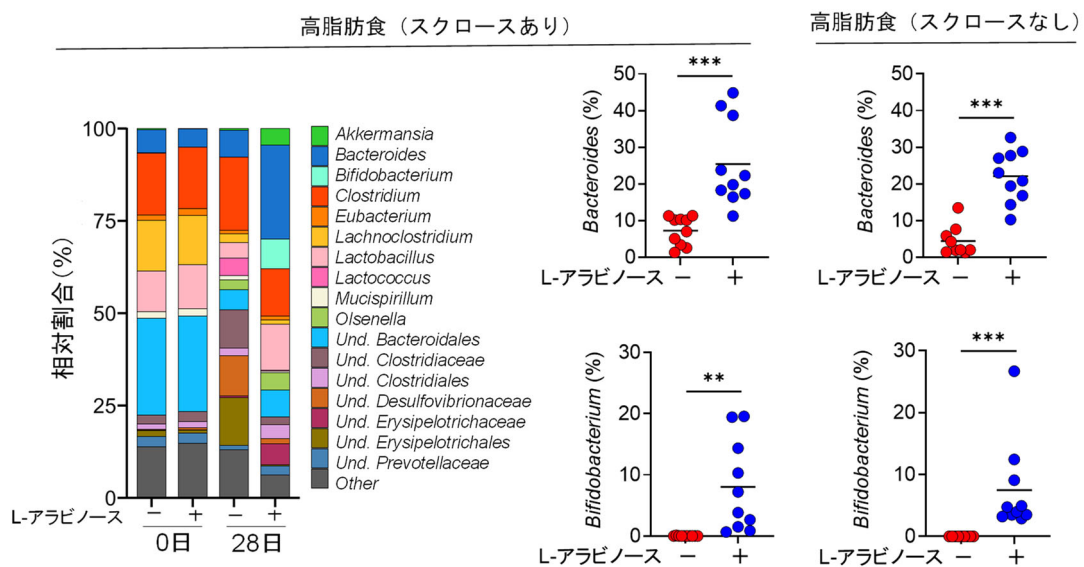 高脂肪食（スクロースあり）
高脂肪食（スクロースなし）
相対割合(%)
100
75
50
25
0
L-アラビノース
−
+
−
+
0日
28日
Akkermansia
Bacteroides
Bifidobacterium
Clostridium
Eubacterium
Lachnoclostridium
Lactobacillus
Lactococcus
Mucispirillum
Olsenella
Und. Bacteroidales
Und. Clostridiaceae
Und. Clostridiales
Und. Desulfovibrionaceae
Und. Erysipelotrichaceae
Und. Erysipelotrichales
Und. Prevotellaceae
Other
Bacteroides (%)
50
40
30
20
10
0
***
L-アラビノース − +
Bacteroides (%)
50
40
30
20
10
0
***
L-アラビノース − +
Bifidobacterium (%)
30
20
10
0
**
L-アラビノース − +
Bifidobacterium (%)
30
20
10
0
***
L-アラビノース − +